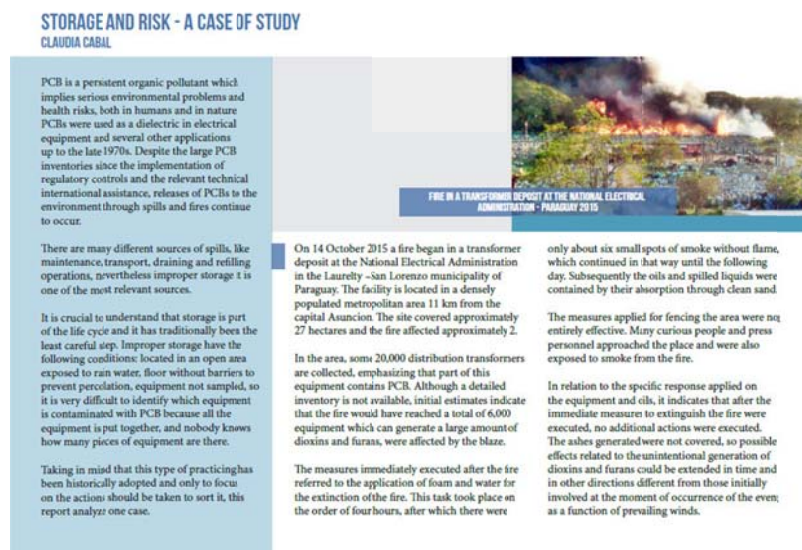 STORAGE AND RISK - A CASE OF STUDY
CLAUDIA CABAL
PCB is a persistent organic pollutant which
implies serious environmental problems and
health risks, both in humans and in nature
PCBs were used as a dielectric in electrical
equipment and several other applications
up to the late 1970s. Despite the large PCB
inventories since the implementation of
regulatory controls and the relevant technical
international assistance, releases of PCBs to the
environment through spills and fires continue
to occur.
There are many different sources of spills, like
maintenance, transport, draining and refilling
operations, nevertheless improper storage t is
one of the most relevant sources.
It is crucial to understand that storage is part
of the life cycle and it has traditionally been the
least careful step. Improper storage have the
following conditions: located in an open area
exposed to rain water, floor without barriers to
prevent percolation, equipment not sampled, so
it is very difficult to identify which equipment
is contaminated with PCB because all the
equipment is put together, and nobody knows
how many pieces of equipment are there.
Taking in mind that this type of practicing has
been historically adopted and only to focus
on the actions should be taken to sort it, this
report analyze one case.
FIRE IN A TRANSFORMER DEPOSIT AT THE NATIONAL ELECTRICAL
ADMINISTRATION - PARAGUAY 2015
On 14 October 2015 a fire began in a transformer
deposit at the National Electrical Administration
in the Laurelty –San Lorenzo municipality of
Paraguay. The facility is located in a densely
populated metropolitan area 11 km from the
capital Asuncion. The site covered approximately
27 hectares and the fire affected approximately 2.
In the area, some 20,000 distribution transformers
are collected, emphasizing that part of this
equipment contains PCB. Although a detailed
inventory is not available, initial estimates indicate
that the fire would have reached a total of 6,000
equipment which can generate a large amount of
dioxins and furans, were affected by the blaze.
The measures immediately executed after the fire
referred to the application of foam and water for
the extinction of the fire. This task took place on
the order of four hours, after which there were
only about six small spots of smoke without flame,
which continued in that way until the following
day. Subsequently the oils and spilled liquids were
contained by their absorption through clean sand
The measures applied for fencing the area were not
entirely effective. Many curious people and press
personnel approached the place and were also
exposed to smoke from the fire.
In relation to the specific response applied on
the equipment and oils, it indicates that after the
immediate measures to extinguish the fire were
executed, no additional actions were executed.
The ashes generated were not covered, so possible
effects related to the unintentional generation of
dioxins and furans could be extended in time and
in other directions different from those initially
involved at the moment of occurrence of the event
as a function of prevailing winds.